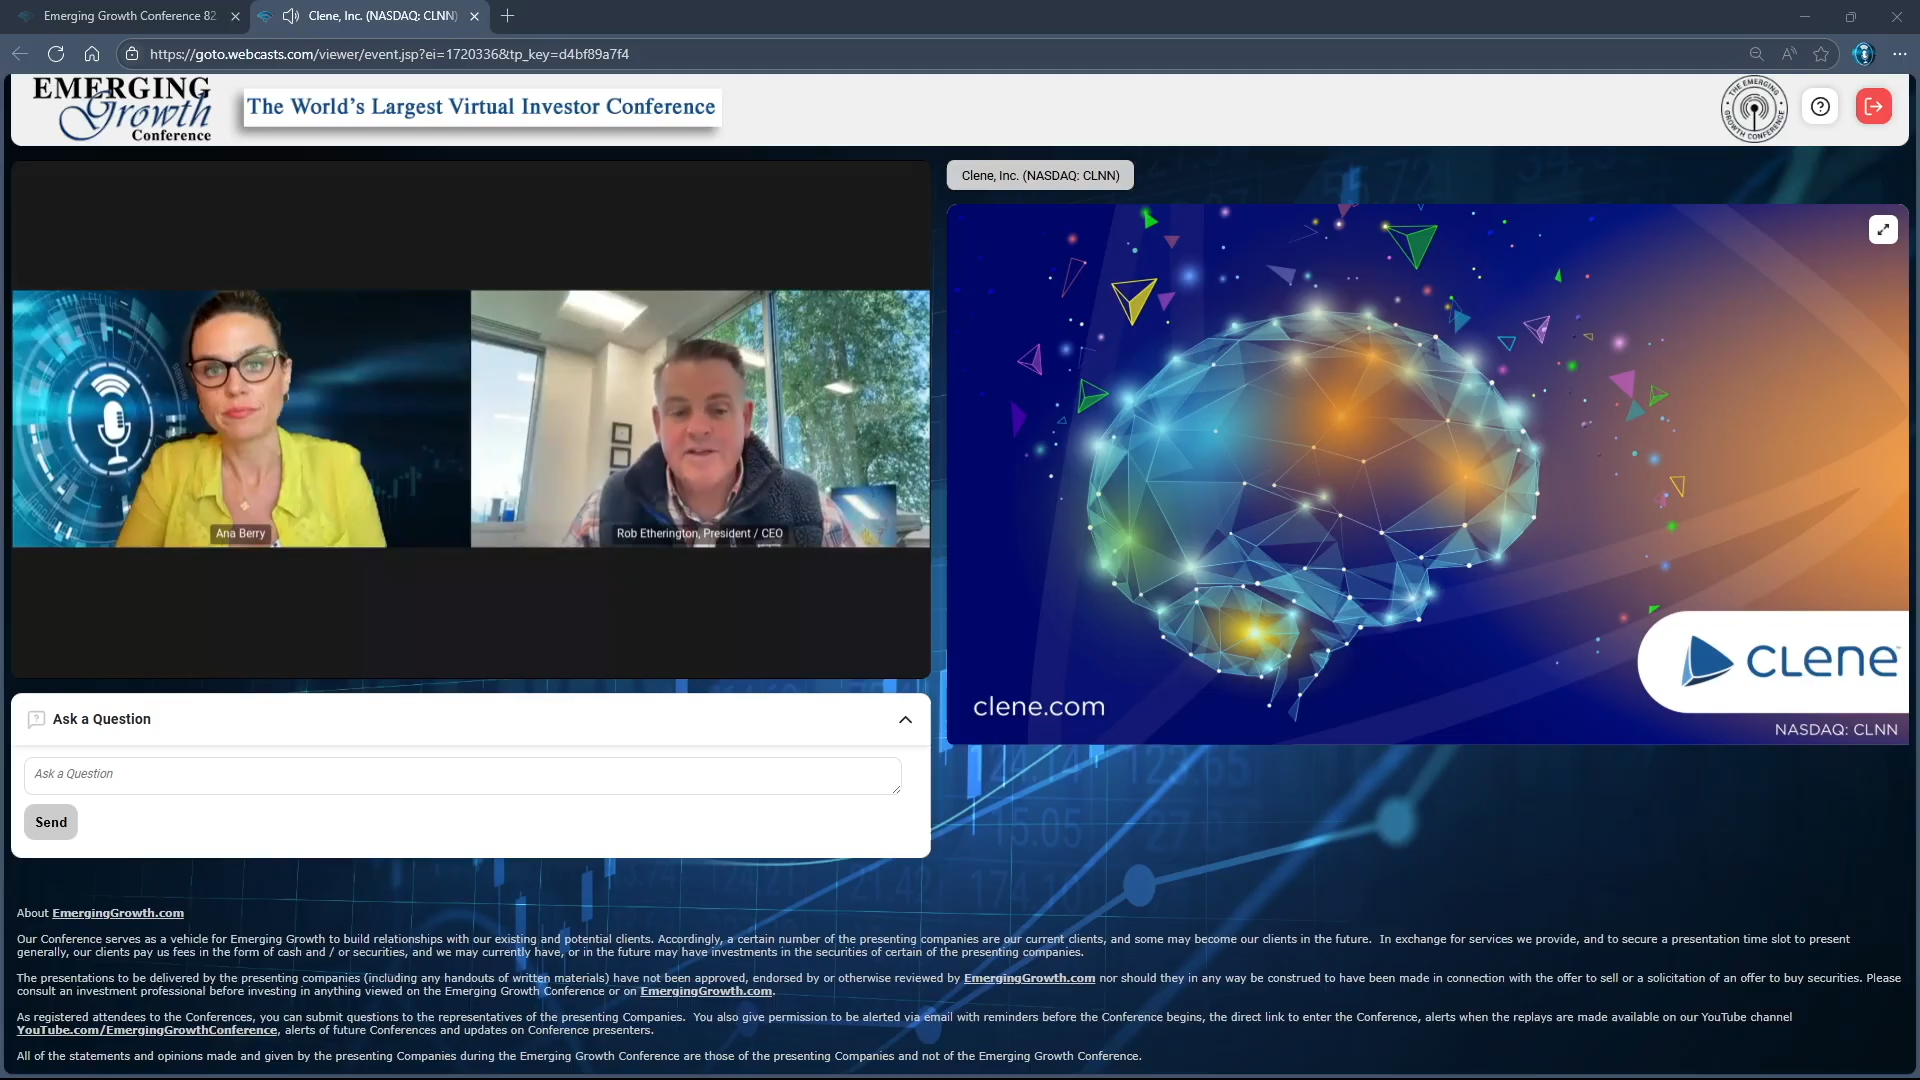 Emerging Growth Conference 82
Clene, Inc. (NASDAQ: CLNN)
https://goto.webcasts.com/viewer/event.jsp?ei=1720336&tp_key=d4bf89a7f4
EMERGING
Growth
Conference
The World's Largest Virtual Investor Conference
THE EMERGING
GROWTH CONFERENCE
Clene, Inc. (NASDAQ: CLNN)
Ana Berry
Rob Etherington, President / CEO
clene.com
CLENE
NASDAQ: CLNN
Ask a Question
Ask a Question
Send
About EmergingGrowth.com
Our Conference serves as a vehicle for Emerging Growth to build relationships with our existing and potential clients. Accordingly, a certain number of the presenting companies are our current clients, and some may become our clients in the future. In exchange for services we provide, and to secure a presentation time slot to present
generally, our clients pay us fees in the form of cash and / or securities, and we may currently have, or in the future may have investments in the securities of certain of the presenting companies.
The presentations to be delivered by the presenting companies (including any handouts of written materials) have not been approved, endorsed by or otherwise reviewed by EmergingGrowth.com nor should they in any way be construed to have been made in connection with the offer to sell or a solicitation of an offer to buy securities. Please
consult an investment professional before investing in anything viewed on the Emerging Growth Conference or on EmergingGrowth.com.
As registered attendees to the Conferences, you can submit questions to the representatives of the presenting Companies. You also give permission to be alerted via email with reminders before the Conference begins, the direct link to enter the Conference, alerts when the replays are made available on our YouTube channel
YouTube.com/EmergingGrowthConference, alerts of future Conferences and updates on Conference presenters.
All of the statements and opinions made and given by the presenting Companies during the Emerging Growth Conference are those of the presenting Companies and not of the Emerging Growth Conference.